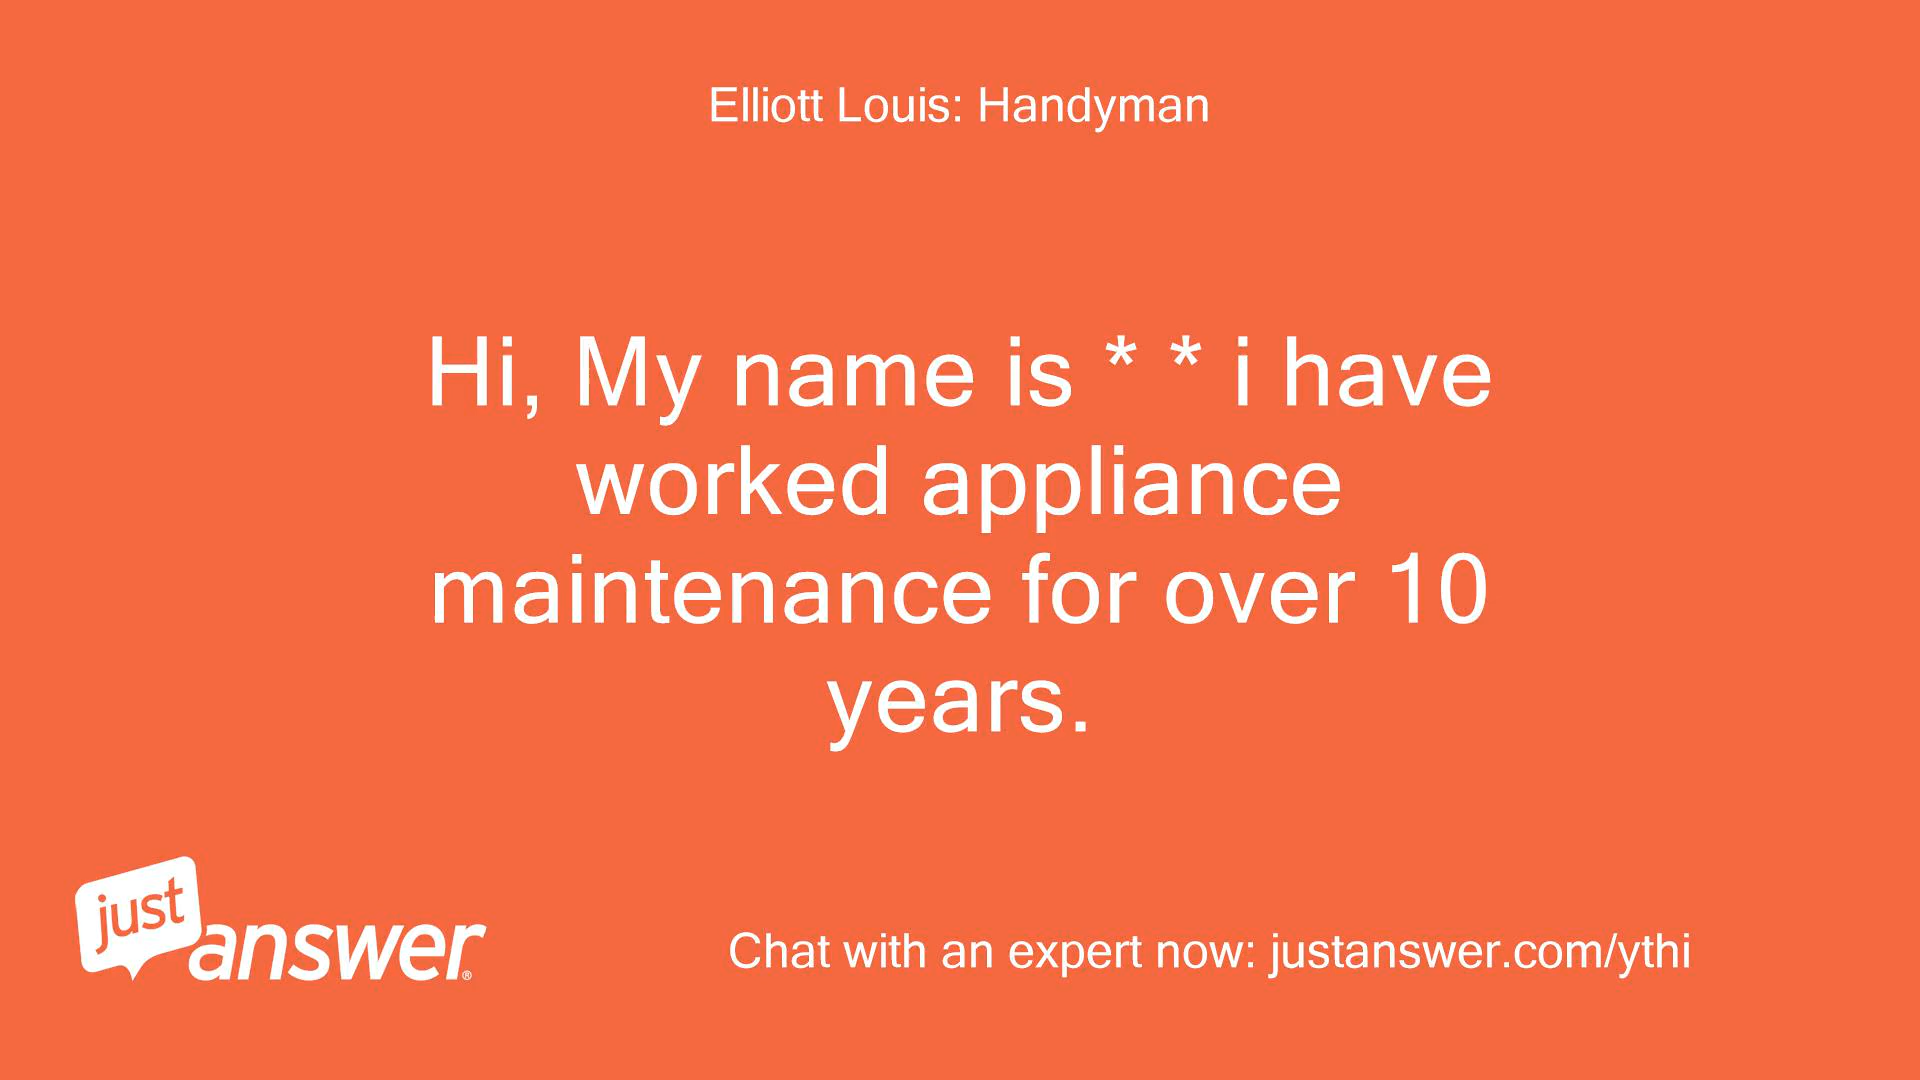 Elliott Louis: Handyman
Hi, My name is * * i have
worked appliance
maintenance for over 10
years.
just
answer®
Chat with an expert now: justanswer.com/ythi